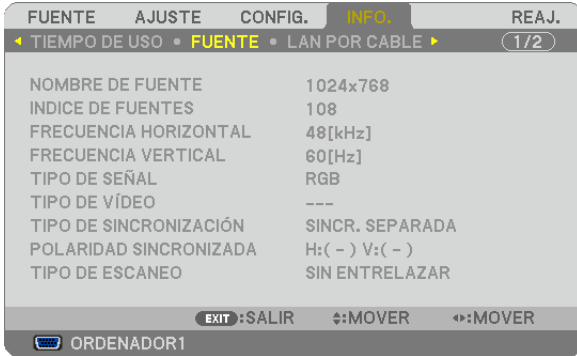 FUENTE AJUSTE CONFIG. INFO. REAJ.
TIEMPO DE USO • FUENTE • LAN POR CABLE 1/2
NOMBRE DE FUENTE 1024x768
INDICE DE FUENTES 108
FRECUENCIA HORIZONTAL 48[kHz]
FRECUENCIA VERTICAL 60[Hz]
TIPO DE SEÑAL RGB
TIPO DE VÍDEO ---
TIPO DE SINCRONIZACIÓN SINCR. SEPARADA
POLARIDAD SINCRONIZADA H:( - ) V:( - )
TIPO DE ESCANEO SIN ENTRELAZAR
EXIT :SALIR :MOVER :MOVER
ORDENADOR1